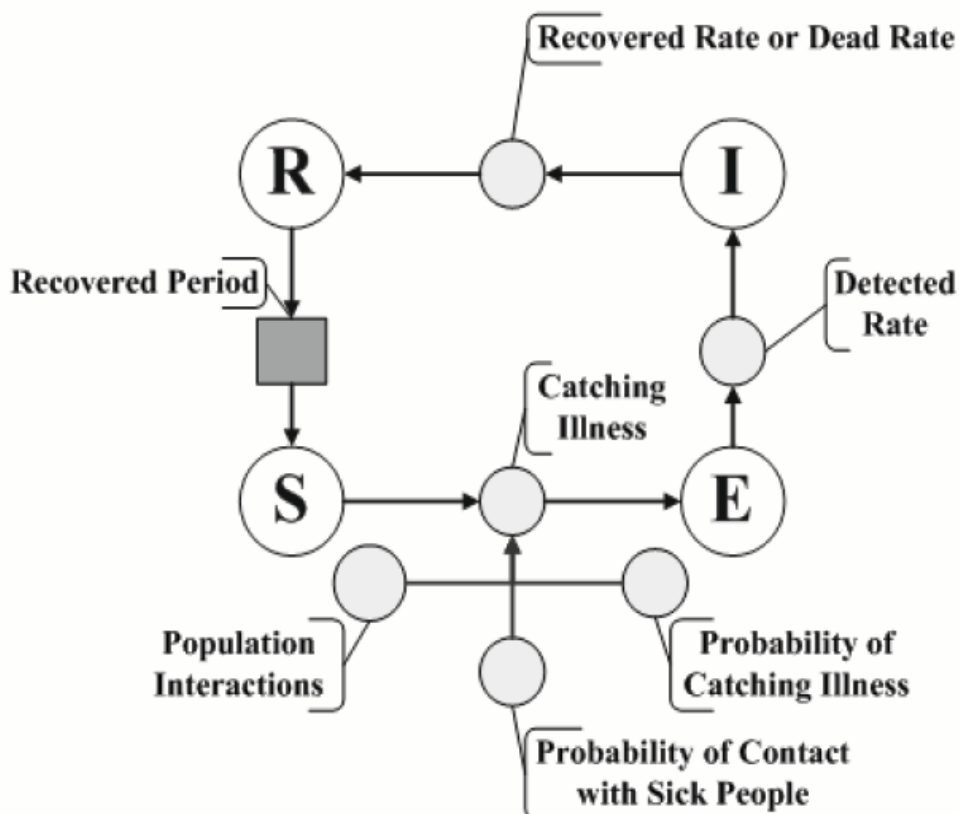 Recovered Rate or Dead Rate
R
I
Recovered Period
Detected
Rate
Catching
Illness
S
E
Population
Interactions
Probability of
Catching Illness
Probability of Contact
with Sick People